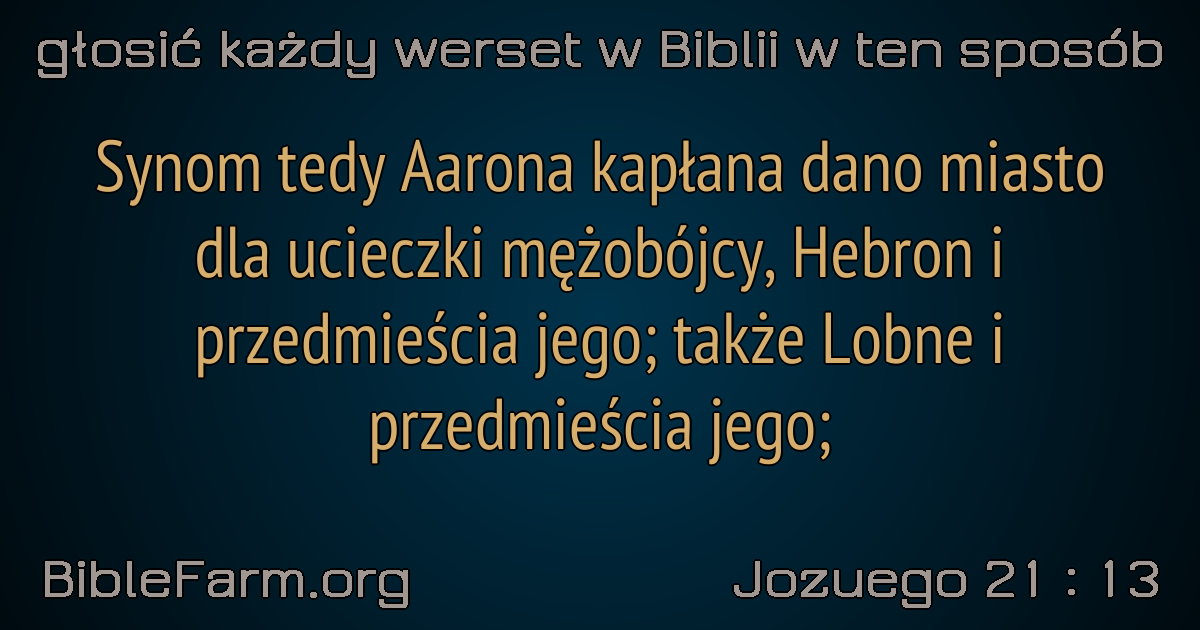 głosić każdy werset w Biblii w ten sposób
Synom tedy Aarona kapłana dano miasto
dla ucieczki mężobójcy, Hebron i
przedmieścia jego; także Lobne i
przedmieścia jego;
BibleFarm.org
Jozuego 21 : 13